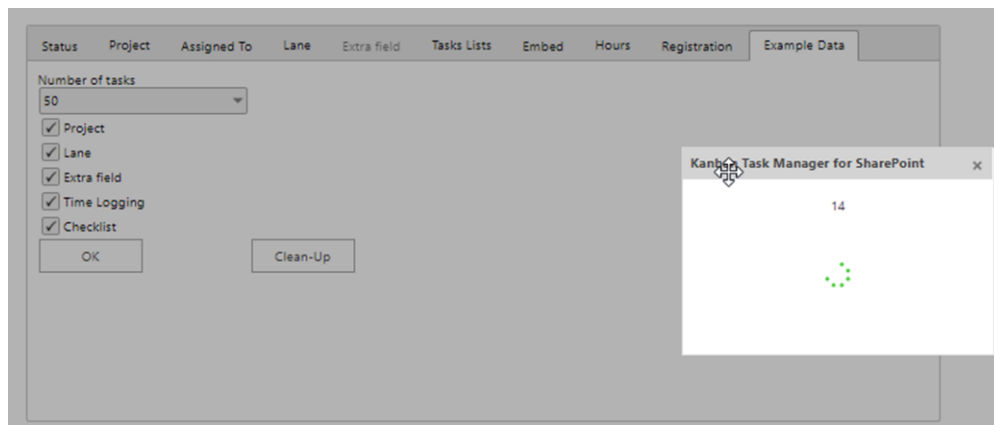 Status Project Assigned To Lane Extra field Tasks Lists Embed Hours Registration Example Data
Number of tasks
50
Project
Lane
Extra field
Time Logging
Checklist
OK Clean-Up
Task Manager for SharePoint ×
14